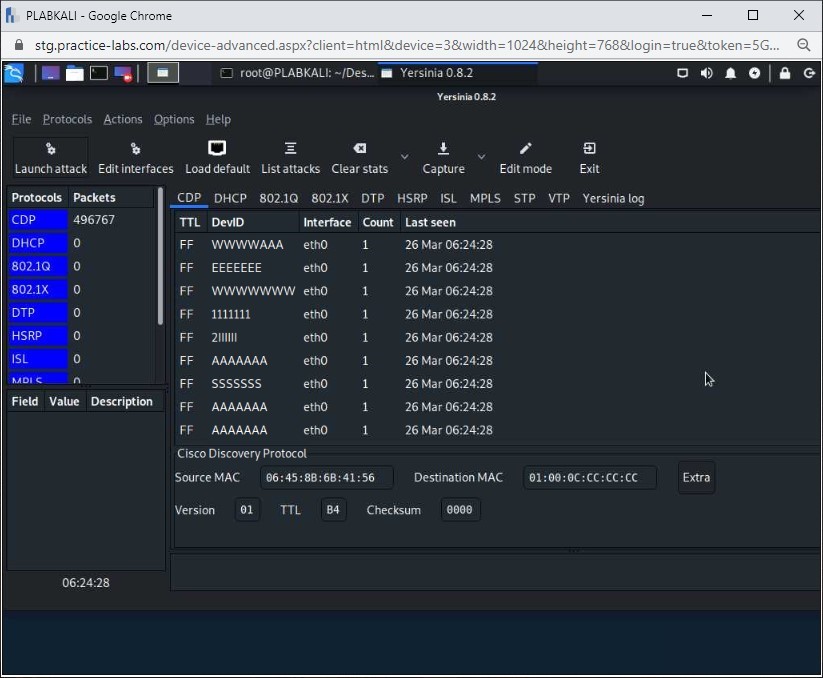 PLABKALI - Google Chrome
stg.practice-labs.com/device-advanced.aspx?client=html&device=3&width=1024&height=768&login=true&token=5G...
root@PLABKALI: ~/Des... Yersinia 0.8.2
Yersinia 0.8.2
File Protocols Actions Options Help
Launch attack Edit interfaces Load default List attacks Clear stats Capture Edit mode Exit
Protocols Packets
CDP 496767
DHCP 0
802.1Q 0
802.1X 0
DTP 0
HSRP 0
ISL 0
MPLS 0
CDP DHCP 802.1Q 802.1X DTP HSRP ISL MPLS STP VTP Yersinia log
TTL DevID Interface Count Last seen
FF WWWWAAA eth0 1 26 Mar 06:24:28
FF EEEEEEE eth0 1 26 Mar 06:24:28
FF WWWWWWW eth0 1 26 Mar 06:24:28
FF 1111111 eth0 1 26 Mar 06:24:28
FF 2IIIIII eth0 1 26 Mar 06:24:28
FF AAAAAAA eth0 1 26 Mar 06:24:28
FF SSSSSSS eth0 1 26 Mar 06:24:28
FF AAAAAAA eth0 1 26 Mar 06:24:28
FF AAAAAAA eth0 1 26 Mar 06:24:28
Field Value Description
Cisco Discovery Protocol
Source MAC 06:45:8B:6B:41:56 Destination MAC 01:00:0C:CC:CC:CC Extra
Version 01 TTL B4 Checksum 0000
06:24:28